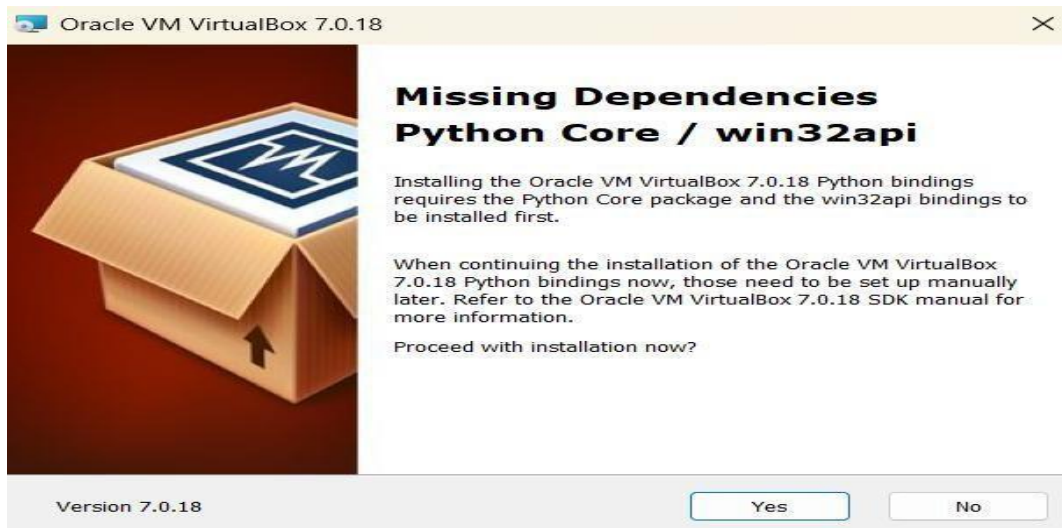 Oracle VM VirtualBox 7.0.18
Missing Dependencies
Python Core / win32api
Installing the Oracle VM VirtualBox 7.0.18 Python bindings
requires the Python Core package and the win32api bindings to
be installed first.
When continuing the installation of the Oracle VM VirtualBox
7.0.18 Python bindings now, those need to be set up manually
later. Refer to the Oracle VM VirtualBox 7.0.18 SDK manual for
more information.
Proceed with installation now?
Version 7.0.18
Yes
No